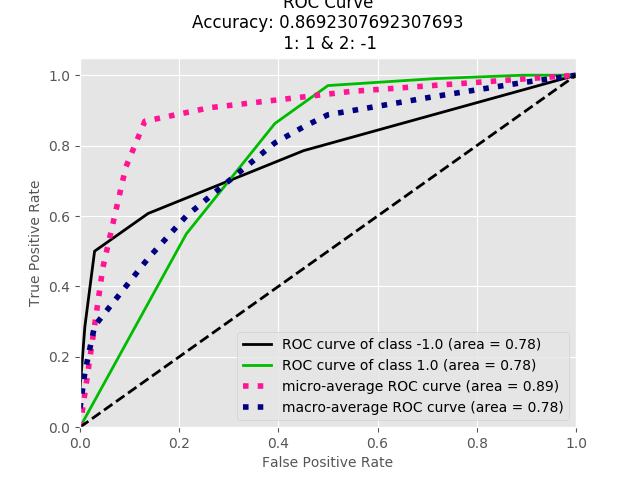 ROC Curve
Accuracy: 0.8692307692307693
1: 1 & 2: -1
True Positive Rate
1.0
0.8
0.6
0.4
0.2
0.0
0.0 0.2 0.4 0.6 0.8 1.0
False Positive Rate
ROC curve of class -1.0 (area = 0.78)
ROC curve of class 1.0 (area = 0.78)
micro-average ROC curve (area = 0.89)
macro-average ROC curve (area = 0.78)